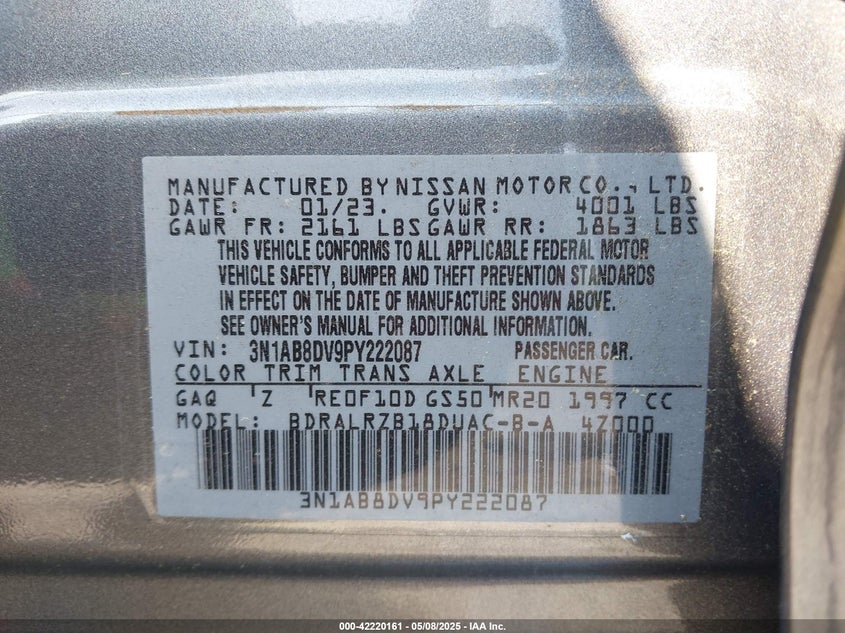 MANUFACTURED BY NISSAN MOTOR CO., LTD.
DATE: 01/23. GVWR: 4001 LBS
GAWR FR: 2161 LBS GAWR RR: 1863 LBS
THIS VEHICLE CONFORMS TO ALL APPLICABLE FEDERAL MOTOR
VEHICLE SAFETY, BUMPER AND THEFT PREVENTION STANDARDS
IN EFFECT ON THE DATE OF MANUFACTURE SHOWN ABOVE.
SEE OWNER'S MANUAL FOR ADDITIONAL INFORMATION.
VIN: 3N1AB8DV9PY222087 PASSENGER CAR.
COLOR TRIM TRANS AXLE ENGINE
GAQ Z RE0F10D GS50 MR20 1997 CC
MODEL: BDRALRZB18DUAC-B-A 4Z000
3N1AB8DV9PY222087
000-42220161 | 05/08/2025 - IAA Inc.